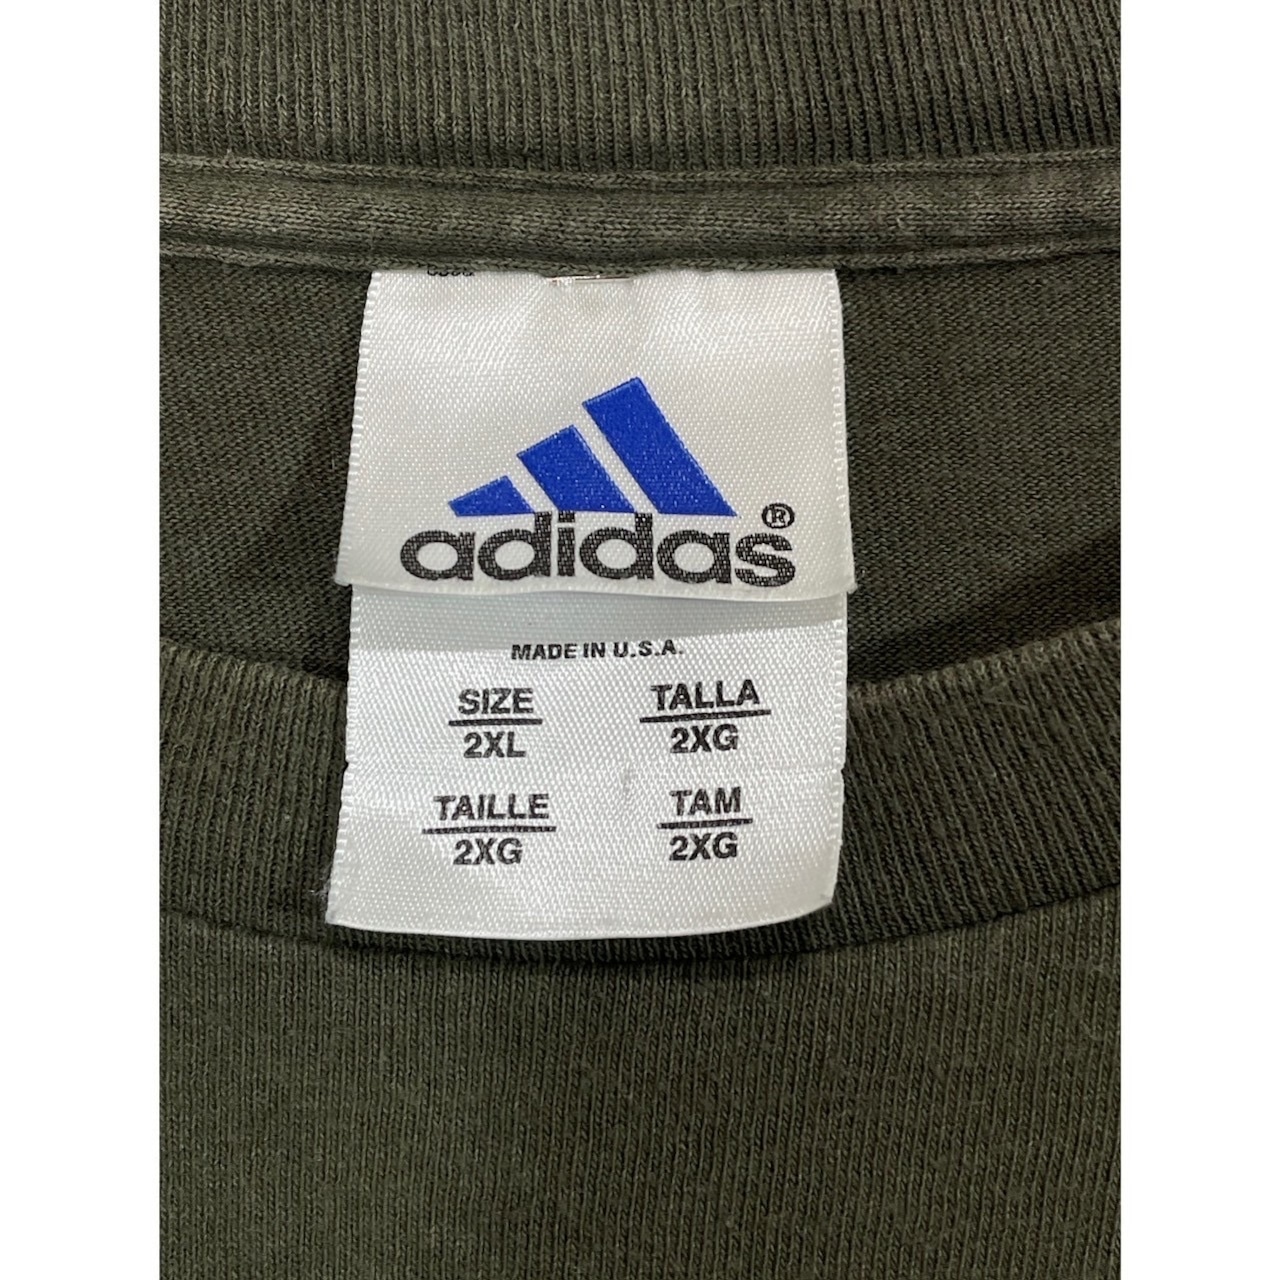 adidas®
MADE IN U.S.A.
SIZE TALLA
2XL 2XG
TAILLE TAM
2XG 2XG